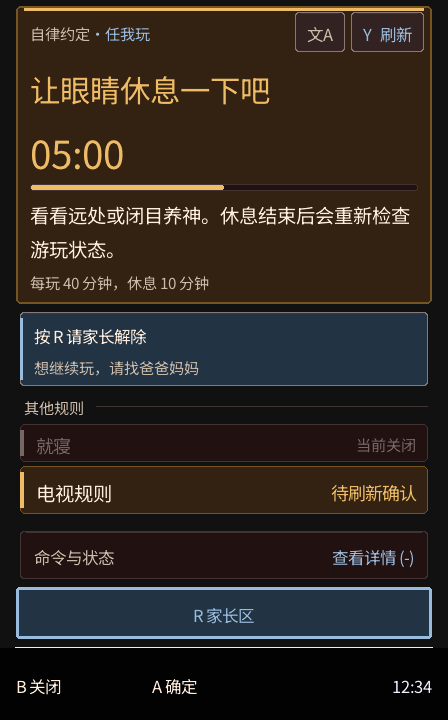 自律约定·任我玩
文A
Y 刷新
让眼睛休息一下吧
05:00
看看远处或闭目养神。休息结束后会重新检查
游玩状态。
每玩 40 分钟，休息 10 分钟
按 R 请家长解除
想继续玩，请找爸爸妈妈
其他规则
就寝 当前关闭
电视规则 待刷新确认
命令与状态 查看详情 (-)
R 家长区
B 关闭 A 确定 12:34